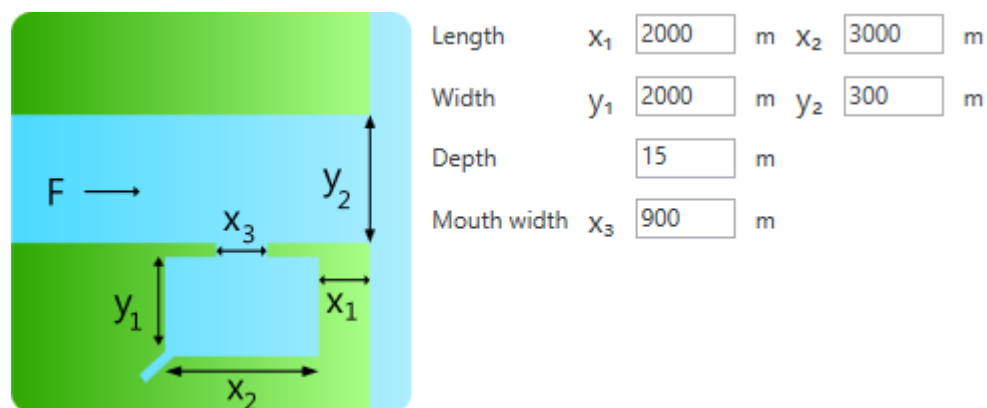 Length x₁ 2000 m x₂ 3000 m
Width y₁ 2000 m y₂ 300 m
Depth 15 m
Mouth width x₃ 900 m
F
y₂
x₃
y₁
x₁
x₂